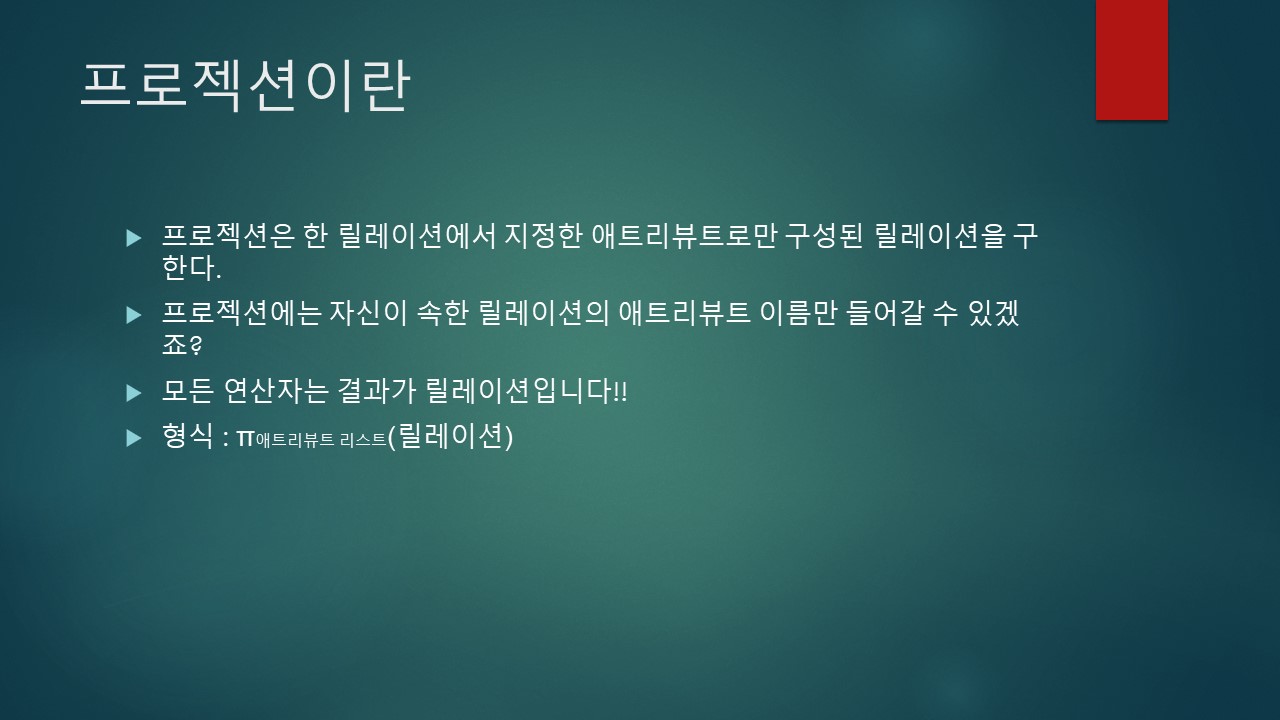 프로젝션이란
프로젝션은 한 릴레이션에서 지정한 애트리뷰트로만 구성된 릴레이션을 구
한다.
프로젝션에는 자신이 속한 릴레이션의 애트리뷰트 이름만 들어갈 수 있겠
죠?
모든 연산자는 결과가 릴레이션입니다!!
형식 : π애트리뷰트 리스트(릴레이션)